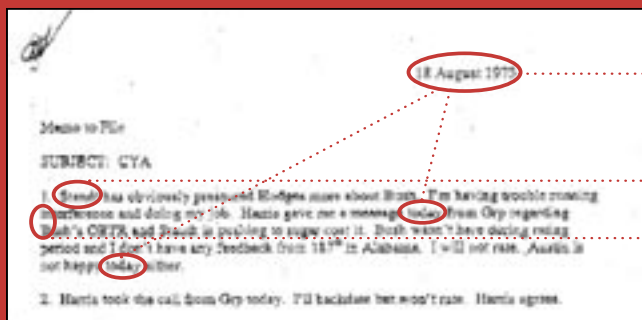 18 August 1973
Memo to File
SUBJECT: CYA
1. Staudt has obviously pressured Hodges more about Bush. I'm having trouble running
interference and doing my job. Harris gave me a message today from Grp regarding
Bush's OETR and Staudt is pushing to sugar coat it. Bush wasn't here during rating
period and I don't have any feedback from 187th in Alabama. I will not rate. Austin is
not happy today either.
2. Harris took the call from Grp today. I'll backdate but won't rate. Harris agrees.